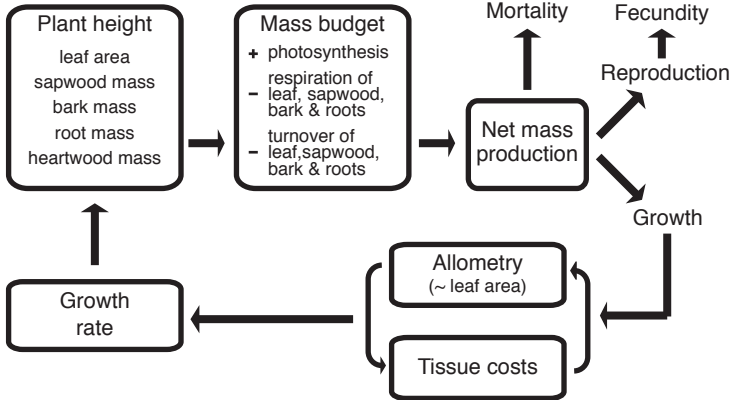 Plant height
leaf area
sapwood mass
bark mass
root mass
heartwood mass
Mass budget
+ photosynthesis
respiration of
– leaf, sapwood,
bark & roots
turnover of
– leaf,sapwood,
bark & roots
Net mass
production
Mortality
Fecundity
Reproduction
Growth
Allometry
(~ leaf area)
Tissue costs
Growth
rate